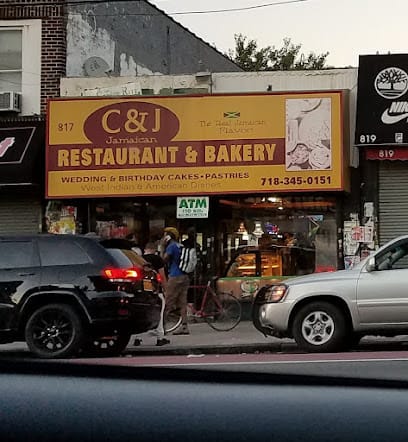 817
C&J
Jamaican
The Real Jamaican
Flavor
RESTAURANT & BAKERY
WEDDING & BIRTHDAY CAKES • PASTRIES
West Indian & American Dishes
718-345-0151
ATM
819
819